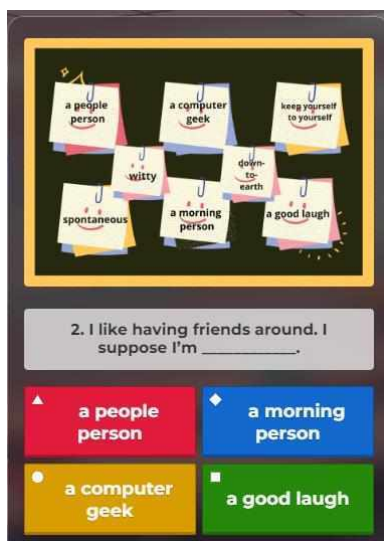 a people
person
a computer
geek
keep yourself
to yourself
witty
down-
to-
earth
spontaneous
a morning
person
a good laugh
2. I like having friends around. I
suppose I'm ____________.
a people
person
a morning
person
a computer
geek
a good laugh